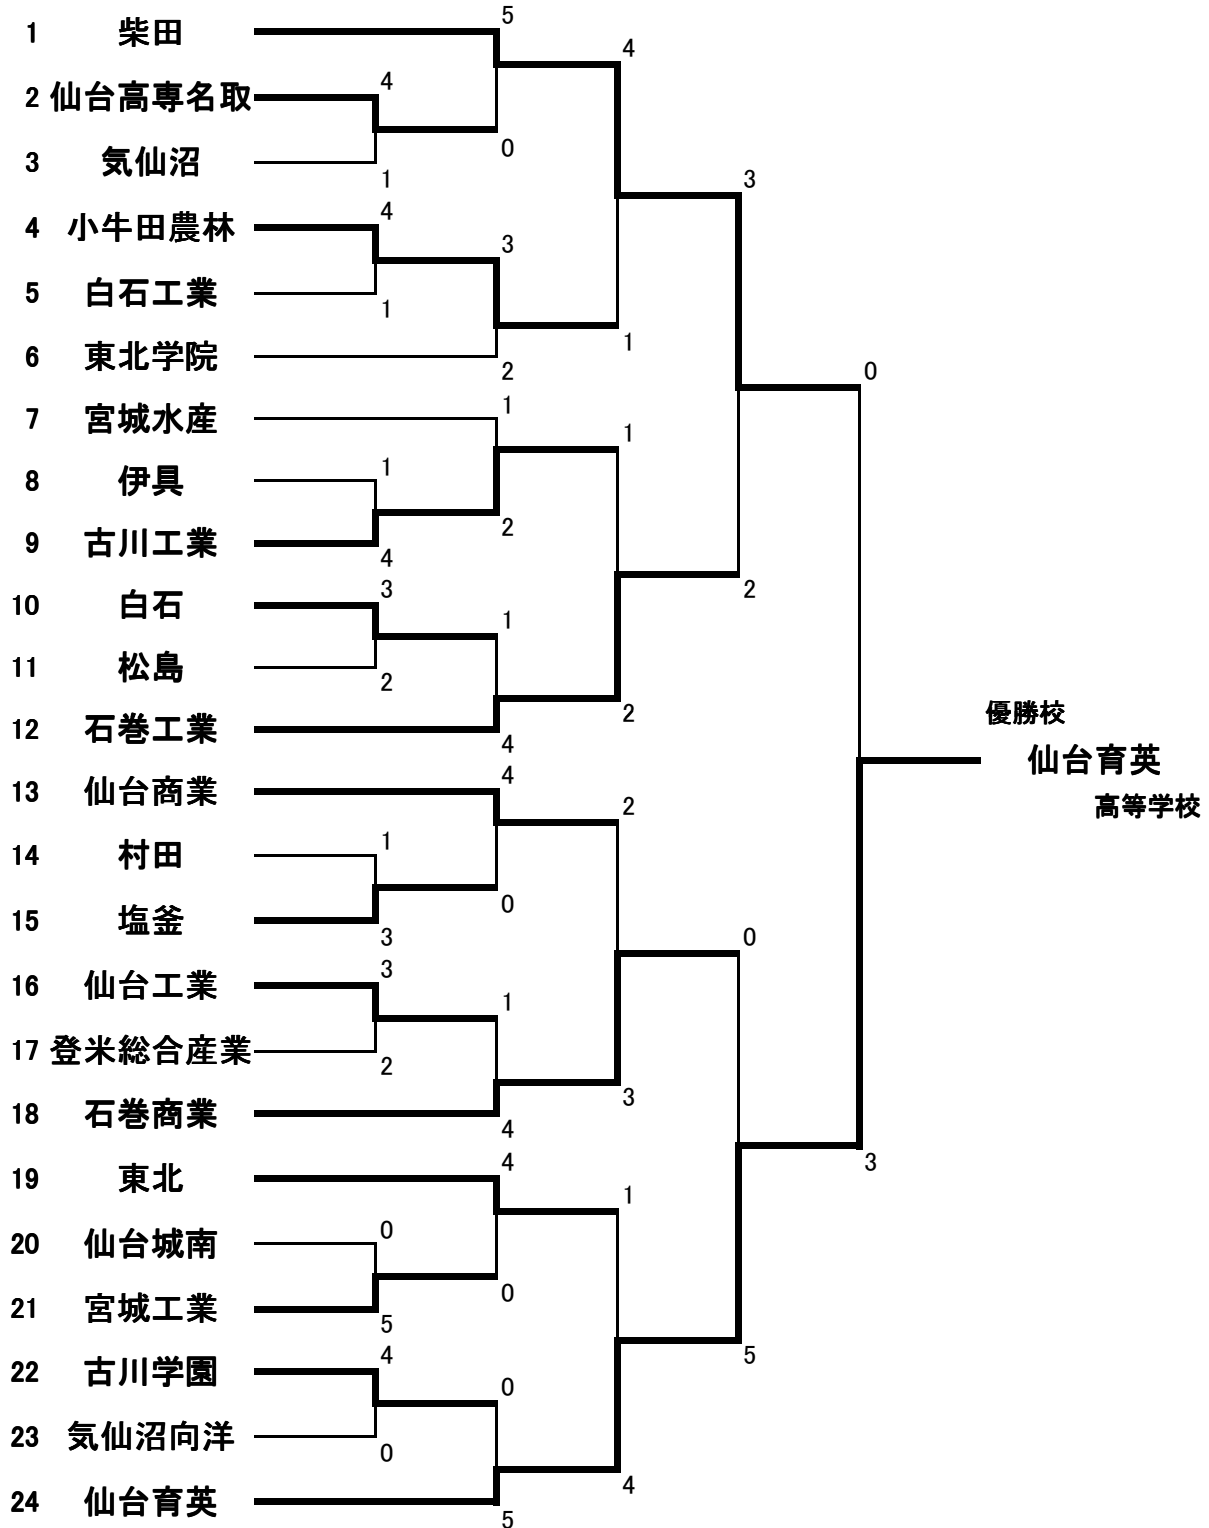 5
1 柴田
4
4
2 仙台高専名取
0
3 気仙沼
1
3
4
4 小牛田農林
3
5 白石工業
1
1
6 東北学院
2
0
1
7 宮城水産
1
1
8 伊具
2
9 古川工業
4
3
2
10 白石
1
11 松島
2
2
優勝校
12 石巻工業
4
仙台育英
4
13 仙台商業
2
高等学校
1
14 村田
0
15 塩釜
3
0
3
16 仙台工業
1
17 登米総合産業
2
3
18 石巻商業
4
4
3
19 東北
1
0
20 仙台城南
0
21 宮城工業
5
4
5
22 古川学園
0
23 気仙沼向洋
0
4
24 仙台育英
5